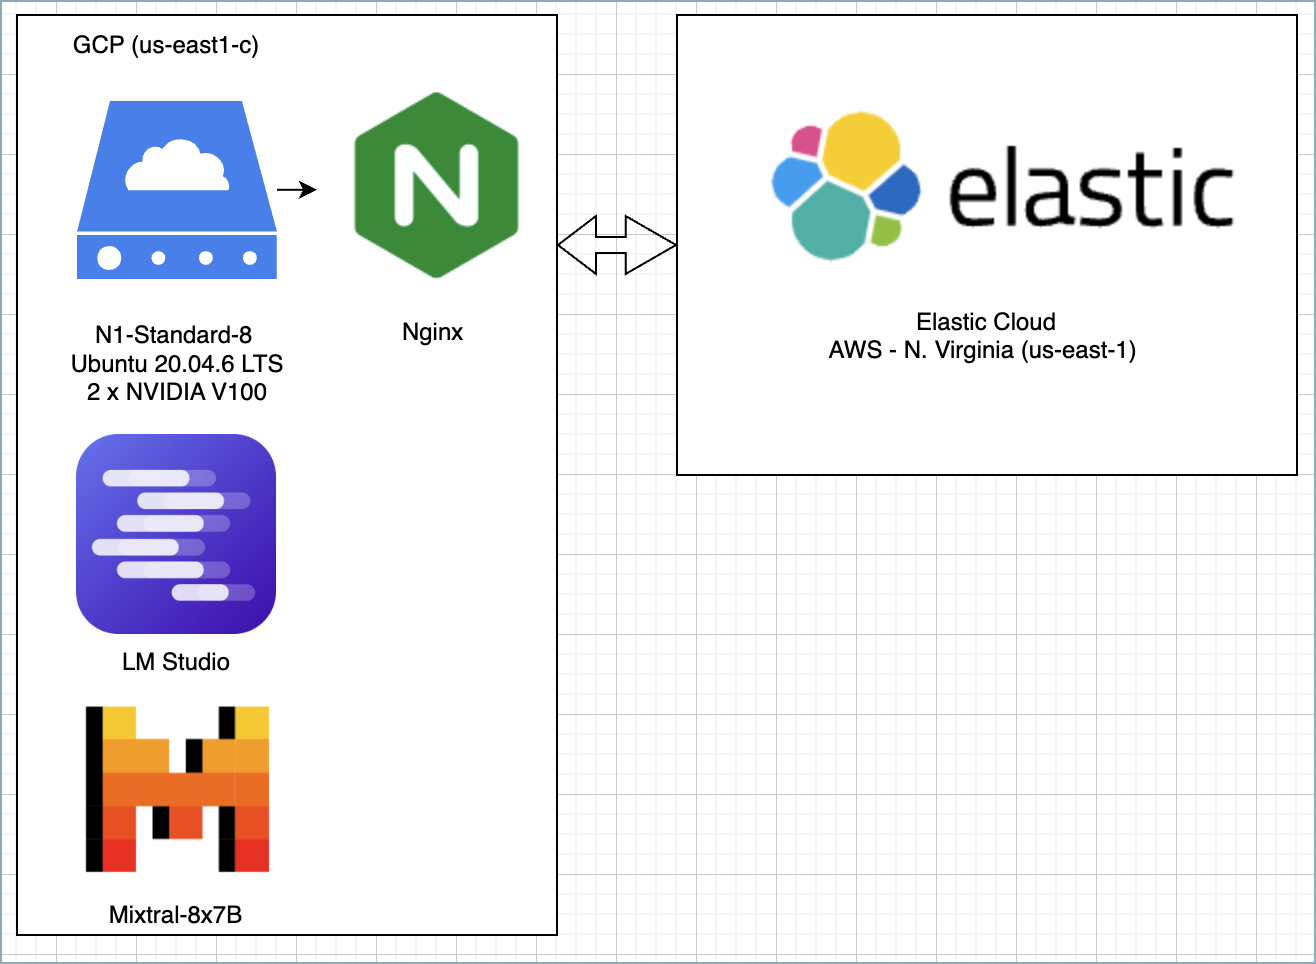 GCP (us-east1-c)
N1-Standard-8
Ubuntu 20.04.6 LTS
2 x NVIDIA V100
Nginx
LM Studio
Mixtral-8x7B
elastic
Elastic Cloud
AWS - N. Virginia (us-east-1)